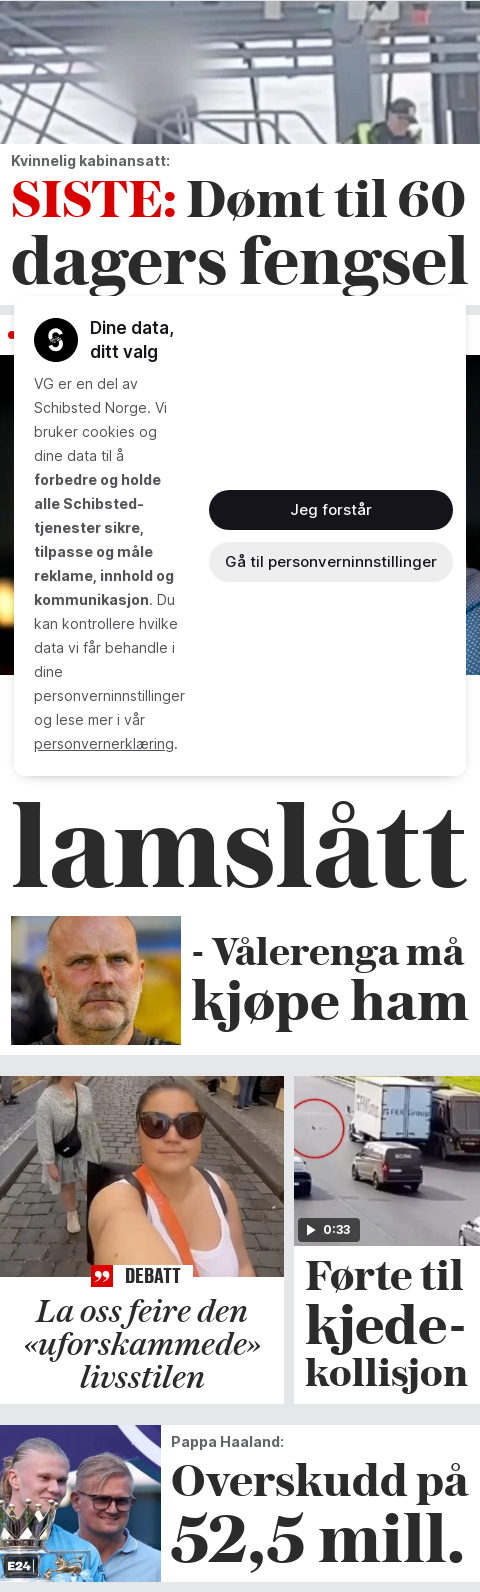 Kvinnelig kabinansatt:
SISTE: Dømt til 60
dagers fengsel
Dine data,
ditt valg
VG er en del av
Schibsted Norge. Vi
bruker cookies og
dine data til å
forbedre og holde
alle Schibsted-
tjenester sikre,
tilpasse og måle
reklame, innhold og
kommunikasjon. Du
kan kontrollere hvilke
data vi får behandle i
dine
personverninnstillinger
og lese mer i vår
personvernerklæring.
Jeg forstår
Gå til personverninnstillinger
lamslått
- Vålerenga må
kjøpe ham
DEBATT
La oss feire den
«uforskammede»
livsstilen
0:33
Førte til
kjede-
kollisjon
Pappa Haaland:
Overskudd på
52,5 mill.
E24